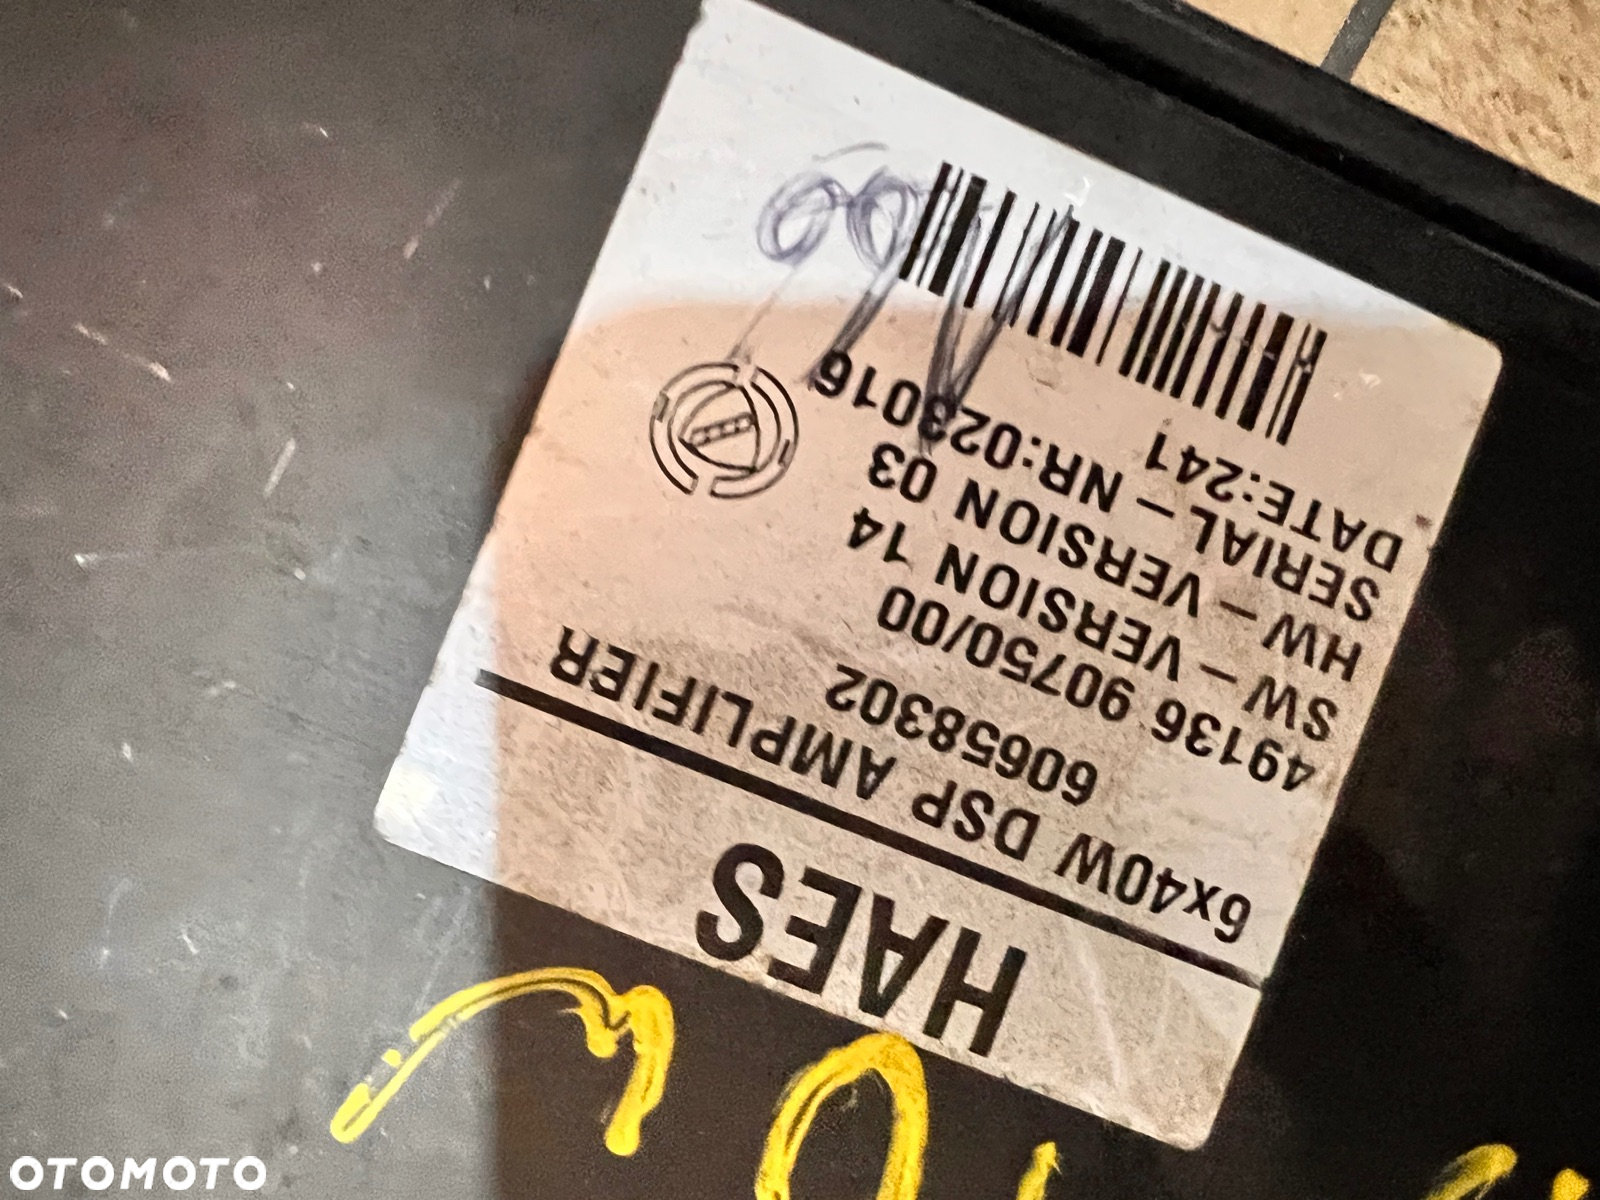 HAES
6x40W DSP AMPLIFIER
60658302
49136 90750/00
SW – VERSION 14
HW – VERSION 03
SERIAL – NR:023016
DATE:241
OTOMOTO